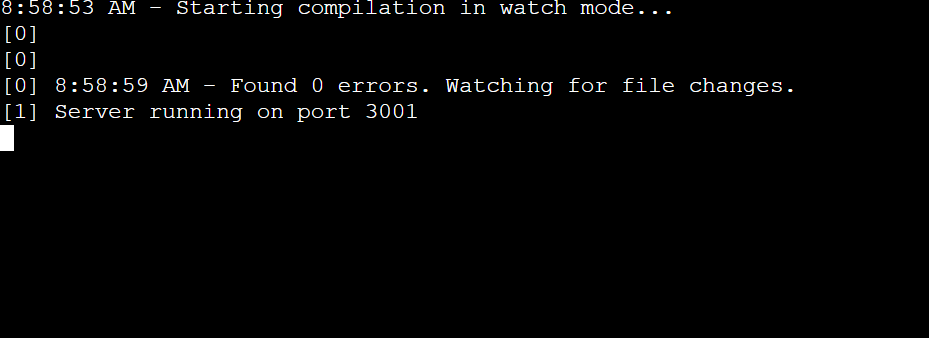 8:58:53 AM - Starting compilation in watch mode...
[0]
[0]
[0] 8:58:59 AM - Found 0 errors. Watching for file changes.
[1] Server running on port 3001